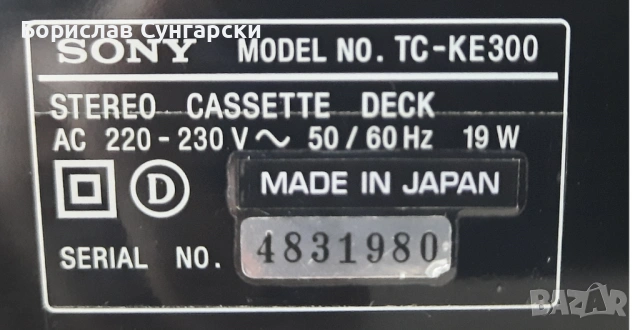 Борислав Сунгарски
SONY MODEL NO. TC-KE300
STEREO CASSETTE DECK
AC 220-230 V ~ 50/60 Hz 19 W
D MADE IN JAPAN
SERIAL NO. 4831980
BAZAR